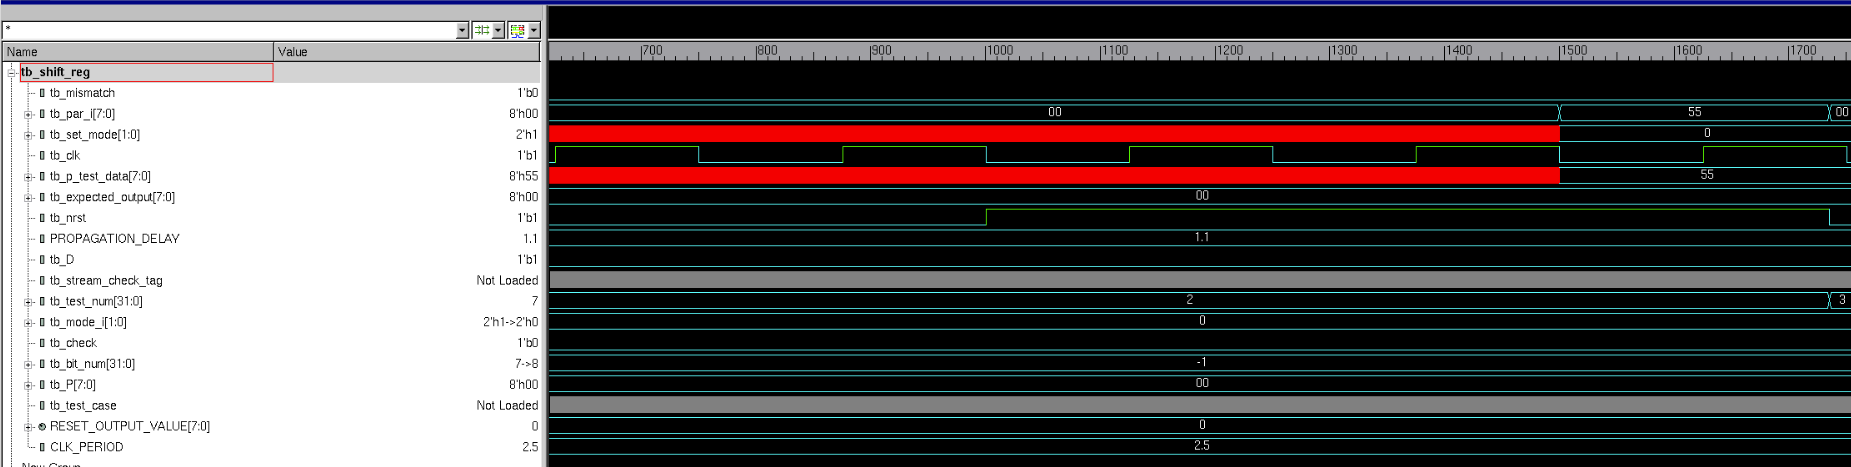 *
Name Value
|700 |800 |900 |1000 |1100 |1200 |1300 |1400 |1500 |1600 |1700
tb_shift_reg
tb_mismatch 1'b0
tb_par_i[7:0] 8'h00 00 55 00
tb_set_mode[1:0] 2'h1 0
tb_clk 1'b1
tb_p_test_data[7:0] 8'h55 55
tb_expected_output[7:0] 8'h00 00
tb_nrst 1'b1
PROPAGATION_DELAY 1.1 1.1
tb_D 1'b1
tb_stream_check_tag Not Loaded
tb_test_num[31:0] 7 2 3
tb_mode_i[1:0] 2'h1->2'h0 0
tb_check 1'b0
tb_bit_num[31:0] 7->8 -1
tb_P[7:0] 8'h00 00
tb_test_case Not Loaded
RESET_OUTPUT_VALUE[7:0] 0 0
CLK_PERIOD 2.5 2.5